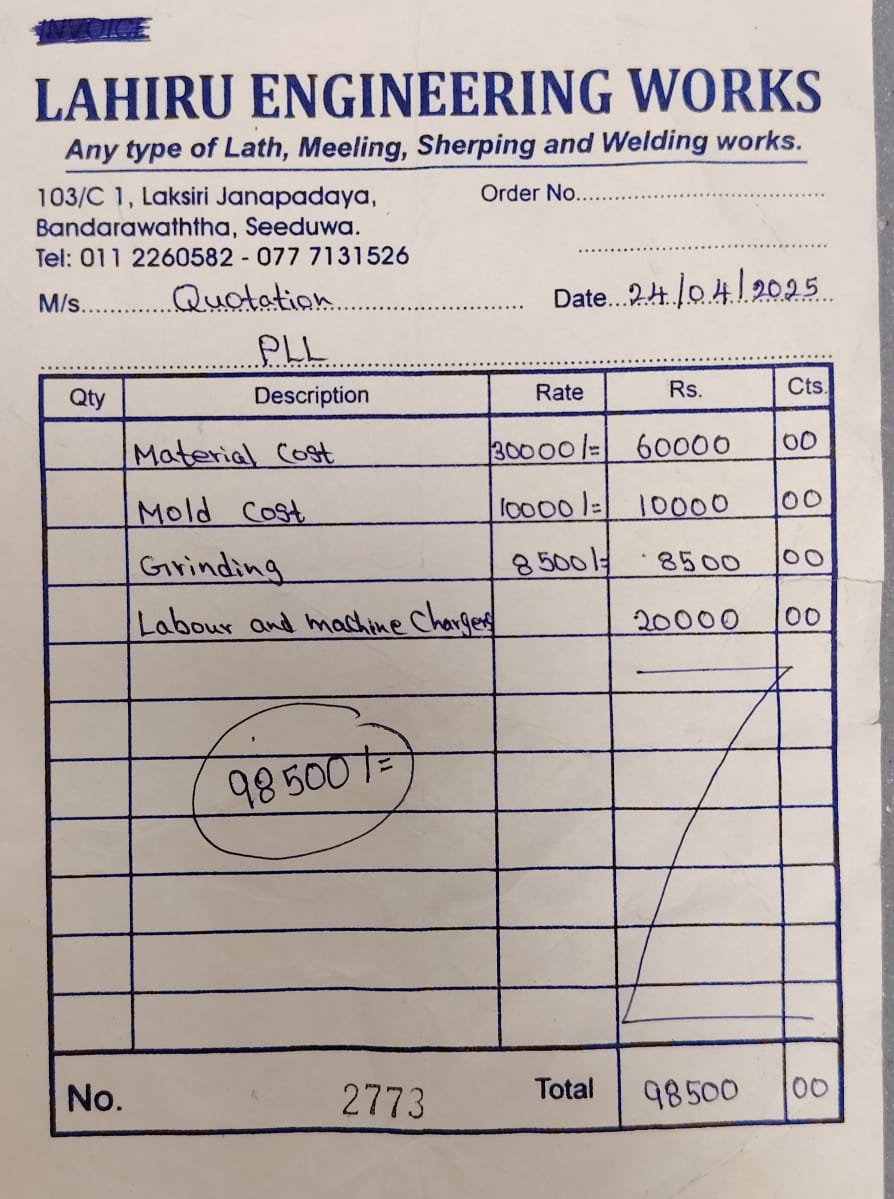 INVOICE
LAHIRU ENGINEERING WORKS
Any type of Lath, Meeling, Sherping and Welding works.
103/C 1, Laksiri Janapadaya,
Bandarawaththa, Seeduwa.
Tel: 011 2260582 - 077 7131526
Order No.
M/s. Quotation Date 24/04/2025
PLL
Qty Description Rate Rs. Cts.
Material Cost 30000/= 60000 00
Mold Cost 10000/= 10000 00
Grinding 8500/= 8500 00
Labour and machine Charges 20000 00
98500/=
No. 2773 Total 98500 00